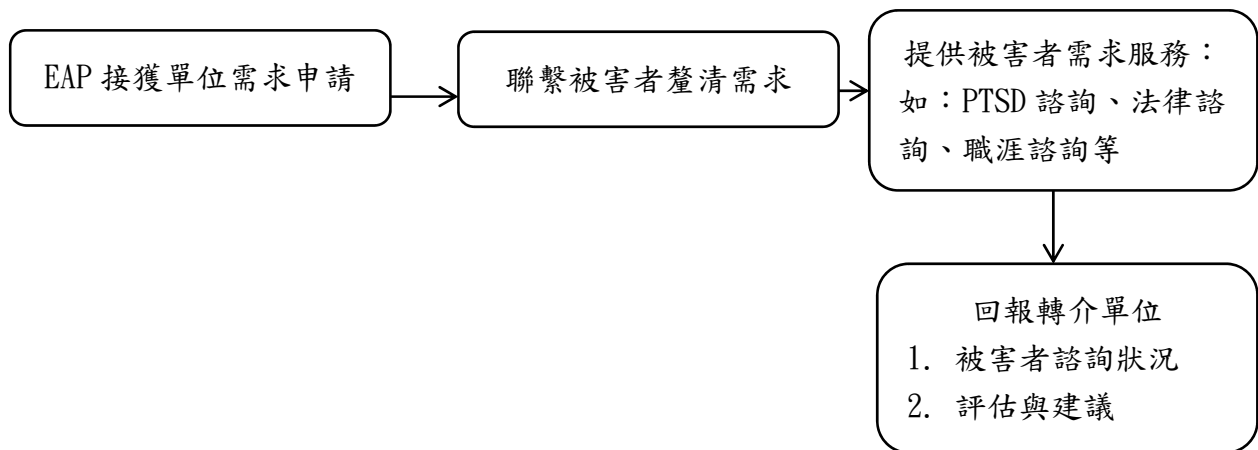 EAP 接獲單位需求申請
聯繫被害者釐清需求
提供被害者需求服務：
如：PTSD 諮詢、法律諮
詢、職涯諮詢等
回報轉介單位
1. 被害者諮詢狀況
2. 評估與建議